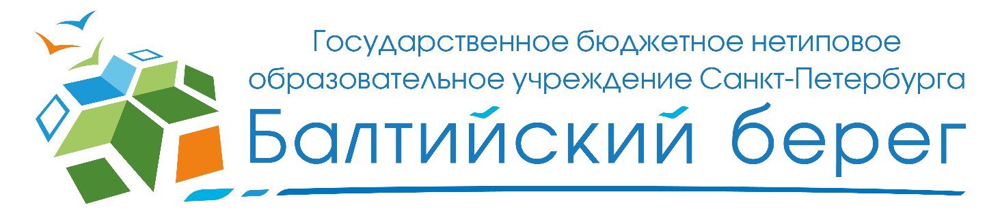 Государственное бюджетное нетиповое
образовательное учреждение Санкт-Петербурга
Балтийский берег